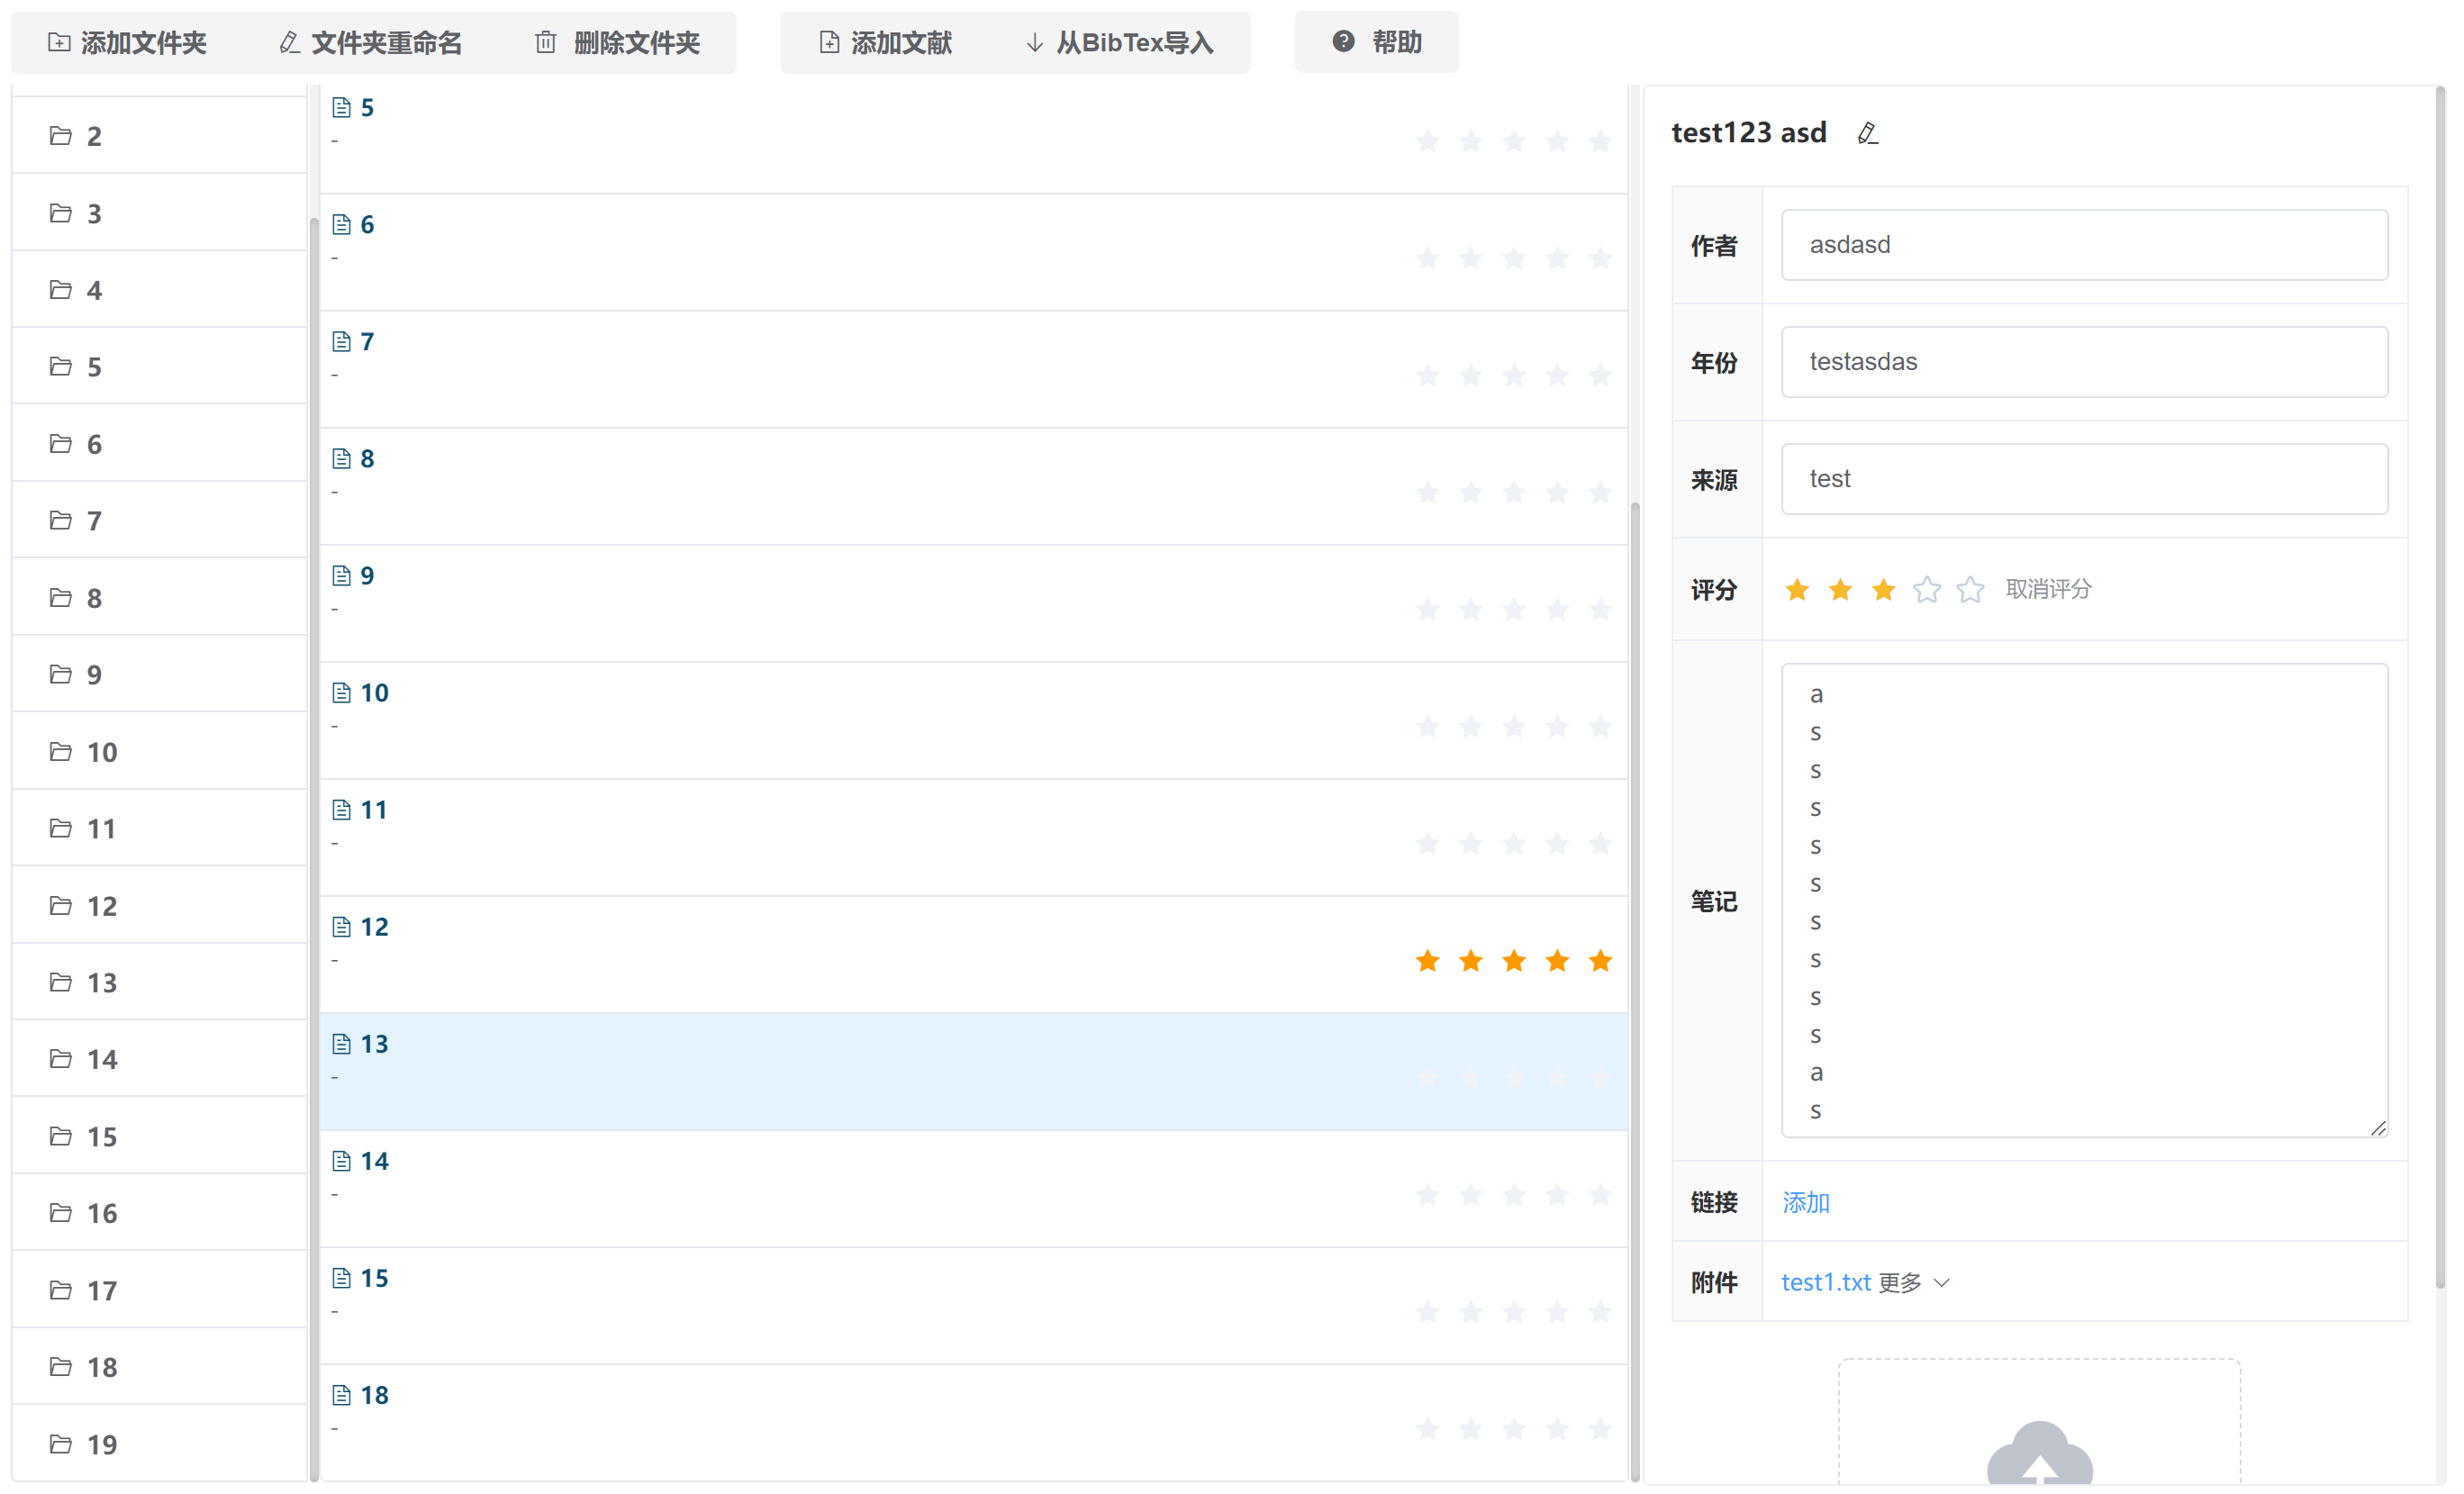 添加文件夹 文件夹重命名 删除文件夹 添加文献 从BibTex导入 帮助
2
3
4
5
6
7
8
9
10
11
12
13
14
15
16
17
18
19
5
-
6
-
7
-
8
-
9
-
10
-
11
-
12
-
13
-
14
-
15
-
18
-
test123 asd
作者 asdasd
年份 testasdas
来源 test
评分 取消评分
笔记
a
s
s
s
s
s
s
s
s
s
a
s
链接 添加
附件 test1.txt 更多